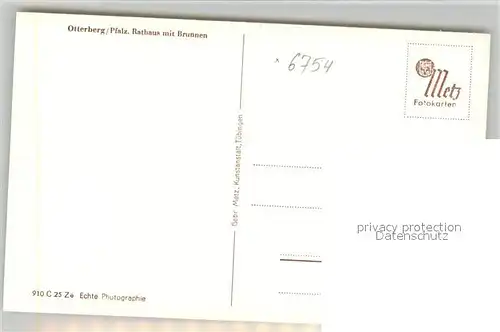 Otterberg/Pfalz. Rathaus mit Brunnen
6754
Metz
Fotokarten
Gebr. Metz, Kunstanstalt, Tübingen
privacy protection
Datenschutz
910 C 25 Ze Echte Photographie